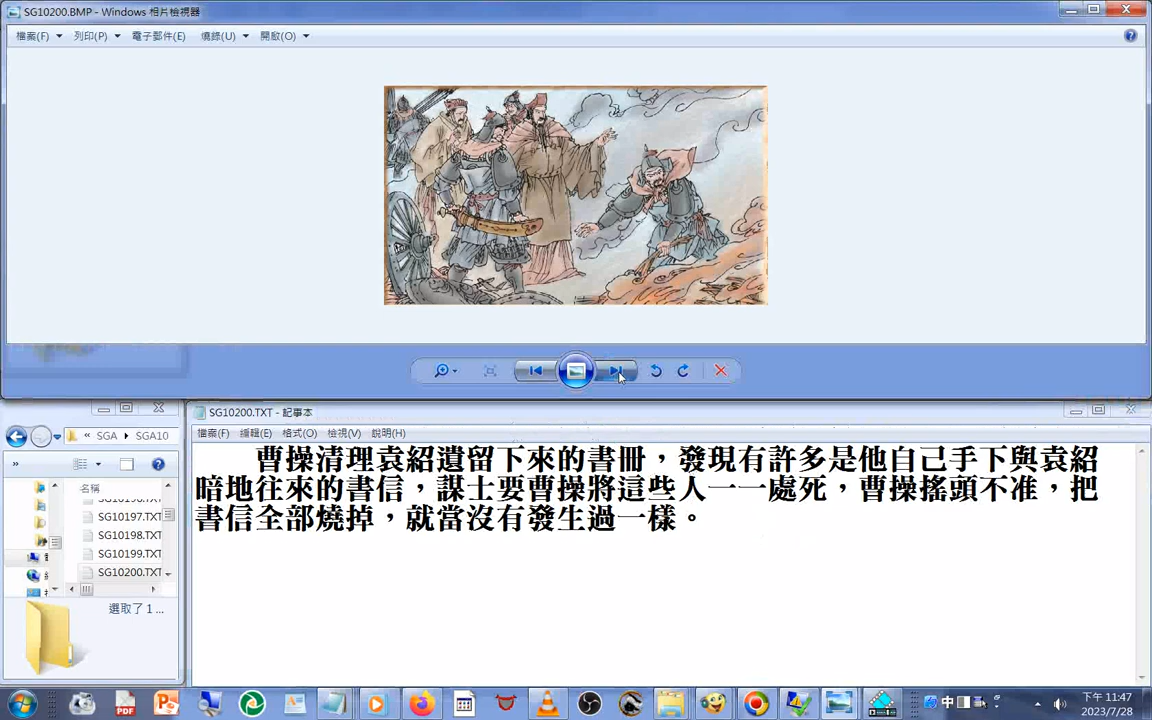 SG10200.BMP - Windows 相片檢視器
檔案(F) 列印(P) 電子郵件(E) 燒錄(U) 開啟(O)
SG10200.TXT - 記事本
檔案(F) 編輯(E) 格式(O) 檢視(V) 說明(H)
曹操清理袁紹遺留下來的書冊，發現有許多是他自己手下與袁紹
暗地往來的書信，謀士要曹操將這些人一一處死，曹操搖頭不准，把
書信全部燒掉，就當沒有發生過一樣。
« SGA SGA10
»
名稱
SG10197.TXT
SG10198.TXT
SG10199.TXT
SG10200.TXT
選取了 1 ...
PDF
中
下午 11:47
2023/7/28